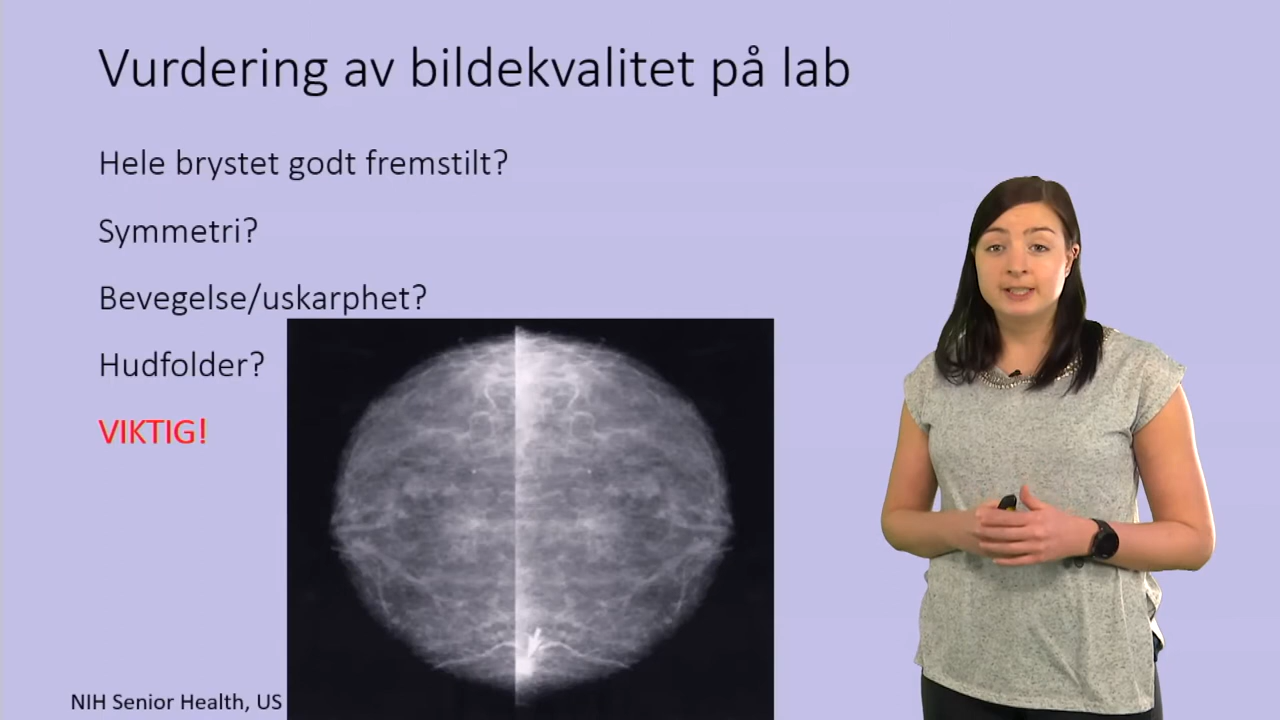 Vurdering av bildekvalitet på lab
Hele brystet godt fremstilt?
Symmetri?
Bevegelse/uskarphet?
Hudfolder?
VIKTIG!
NIH Senior Health, US